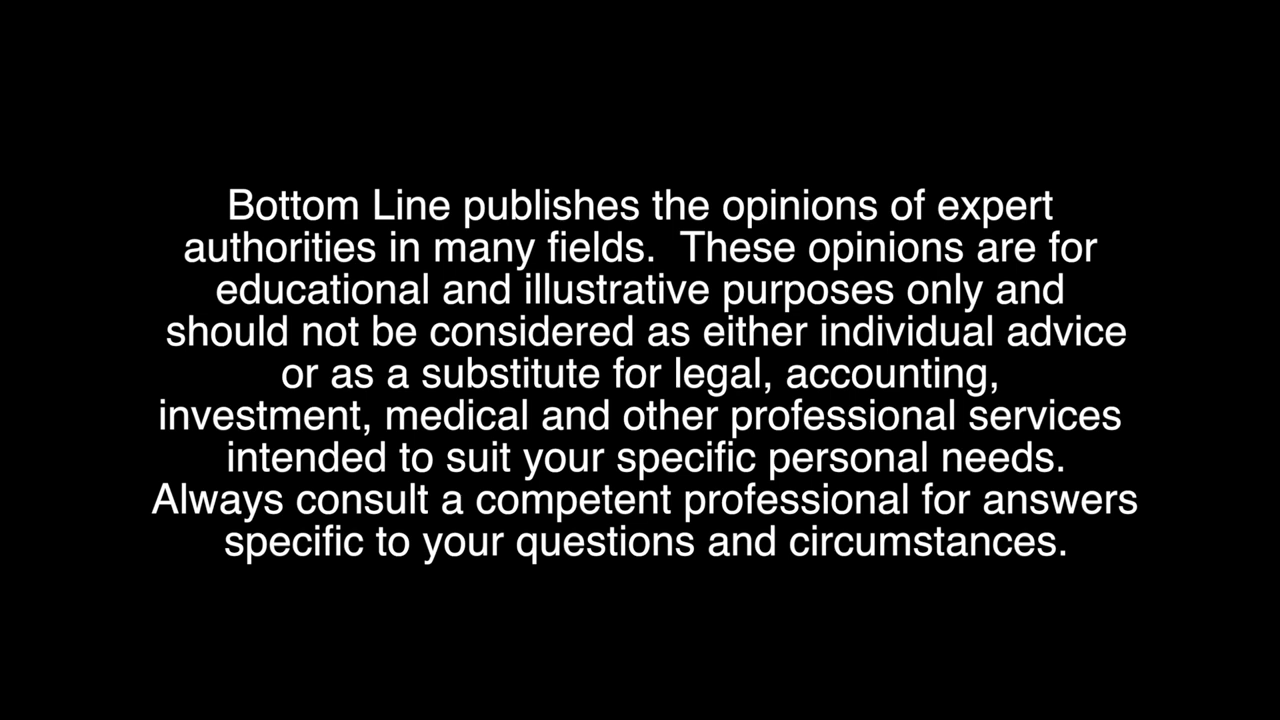 Bottom Line publishes the opinions of expert
authorities in many fields.  These opinions are for
educational and illustrative purposes only and
should not be considered as either individual advice
or as a substitute for legal, accounting,
investment, medical and other professional services
intended to suit your specific personal needs.
Always consult a competent professional for answers
specific to your questions and circumstances.